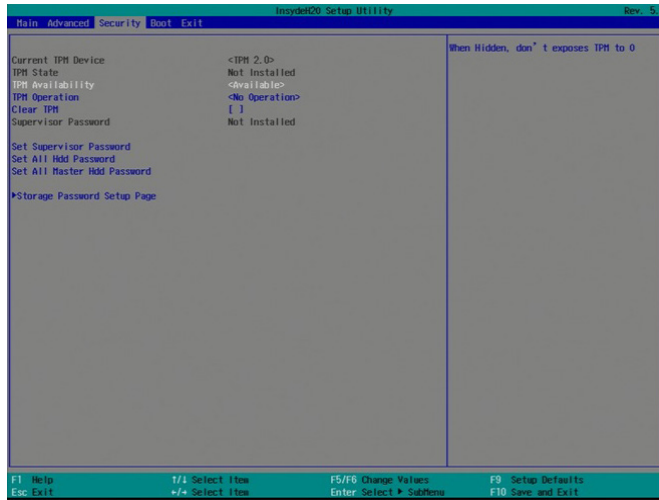 InsydeH20 Setup Utility Rev. 5.
Main Advanced Security Boot Exit
Current TPM Device <TPM 2.0>
TPM State Not Installed
TPM Availability <Available>
TPM Operation <No Operation>
Clear TPM [ ]
Supervisor Password Not Installed
Set Supervisor Password
Set All Hdd Password
Set All Master Hdd Password
▶Storage Password Setup Page
When Hidden, don't exposes TPM to O
F1 Help ↑/↓ Select Item F5/F6 Change Values F9 Setup Defaults
Esc Exit ←/→ Select Item Enter Select ▶ SubMenu F10 Save and Exit